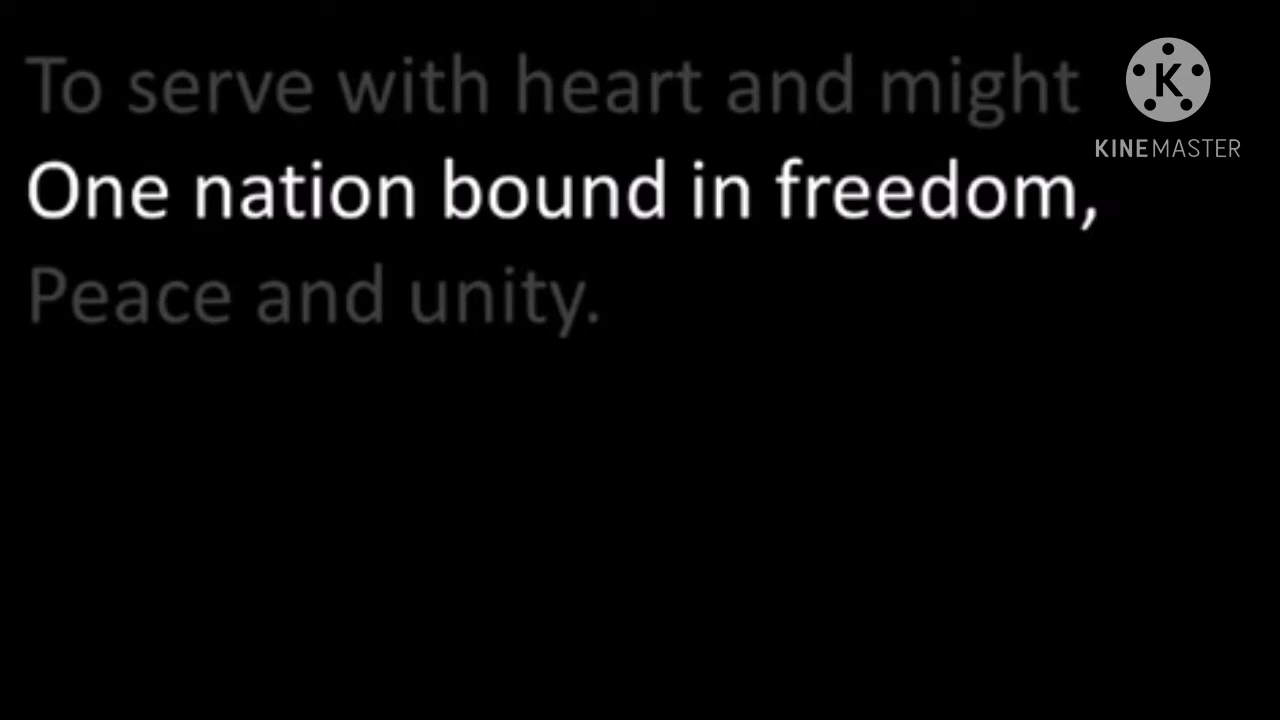 To serve with heart and might
One nation bound in freedom,
Peace and unity.
K
KINEMASTER